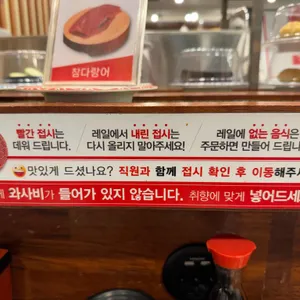 참다랑어
빨간 접시는
데워 드립니다.
레일에서 내린 접시는
다시 올리지 말아주세요!
레일에 없는 음식은
주문하면 만들어 드립니
맛있게 드셨나요? 직원과 함께 접시 확인 후 이동해주
와사비가 들어가 있지 않습니다. 취향에 맞게 넣어드세